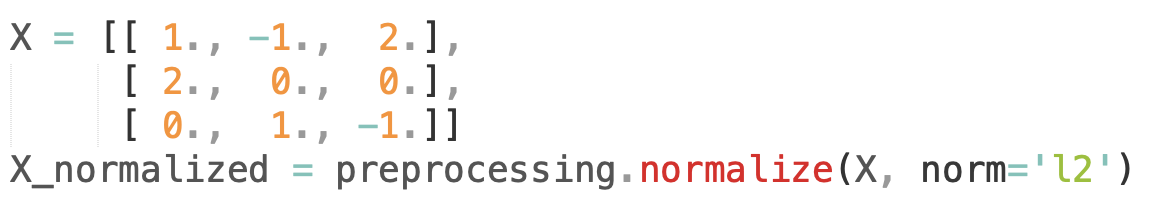 X = [[ 1., -1.,  2.],
     [ 2.,  0.,  0.],
     [ 0.,  1., -1.]]
X_normalized = preprocessing.normalize(X, norm='l2')